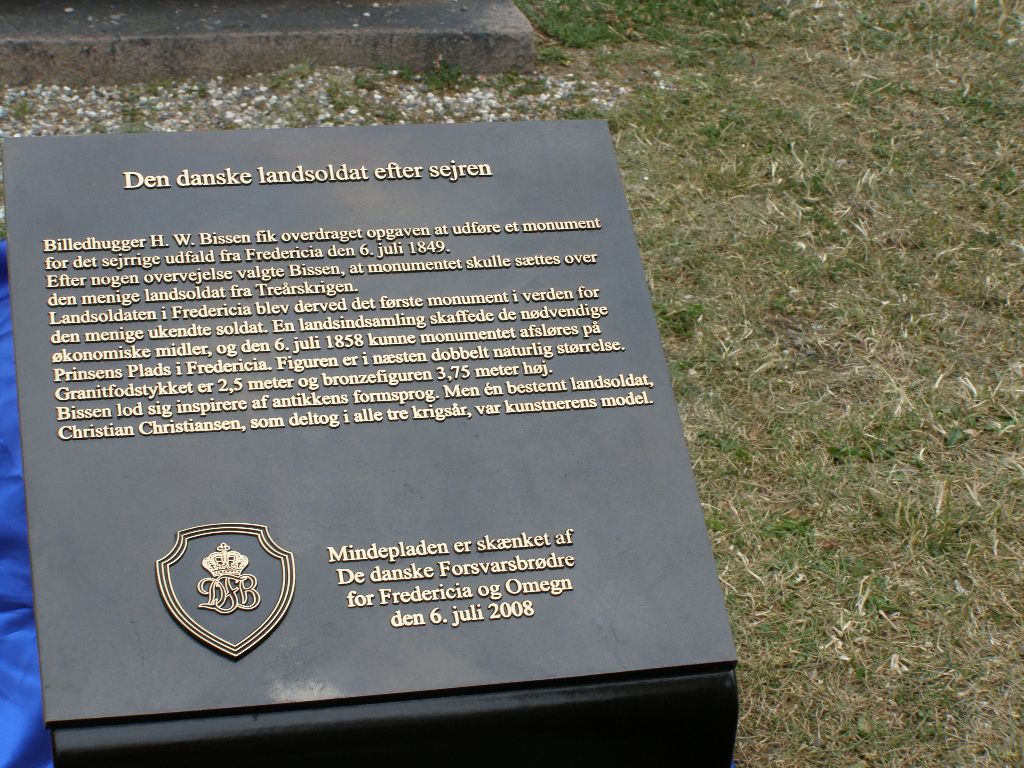 Den danske landsoldat efter sejren
Billedhugger H. W. Bissen fik overdraget opgaven at udføre et monument
for det sejrrige udfald fra Fredericia den 6. juli 1849.
Efter nogen overvejelse valgte Bissen, at monumentet skulle sættes over
den menige landsoldat fra Treårskrigen.
Landsoldaten i Fredericia blev derved det første monument i verden for
den menige ukendte soldat. En landsindsamling skaffede de nødvendige
økonomiske midler, og den 6. juli 1858 kunne monumentet afsløres på
Prinsens Plads i Fredericia. Figuren er i næsten dobbelt naturlig størrelse.
Granitfodstykket er 2,5 meter og bronzefiguren 3,75 meter høj.
Bissen lod sig inspirere af antikkens formsprog. Men én bestemt landsoldat,
Christian Christiansen, som deltog i alle tre krigsår, var kunstnerens model.
DSB
Mindepladen er skænket af
De danske Forsvarsbrødre
for Fredericia og Omegn
den 6. juli 2008